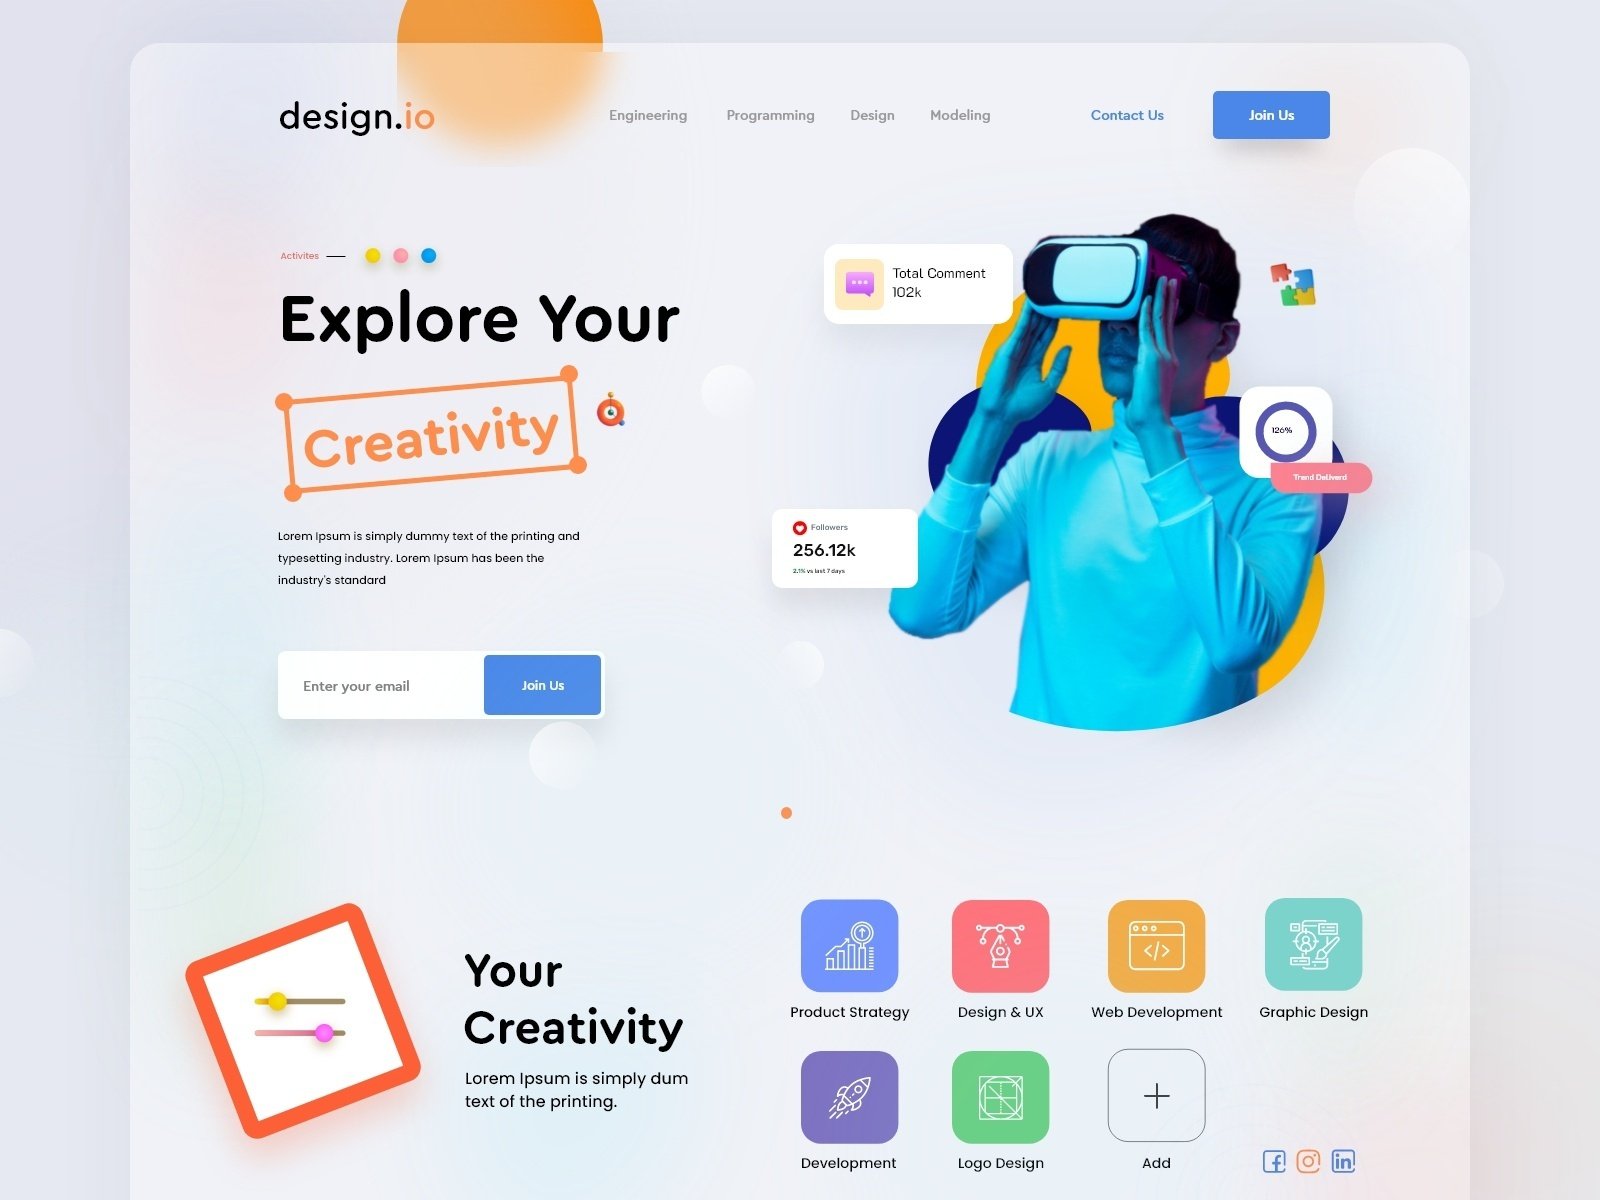 design.io
Engineering
Programming
Design
Modeling
Contact Us
Join Us
Activites
Explore Your
Creativity
Lorem Ipsum is simply dummy text of the printing and
typesetting industry. Lorem Ipsum has been the
industry's standard
Enter your email
Join Us
Total Comment
102k
126%
Trend Deliverd
Followers
256.12k
2.1% vs last 7 days
Your
Creativity
Lorem Ipsum is simply dum
text of the printing.
Product Strategy
Design & UX
Web Development
Graphic Design
Development
Logo Design
Add